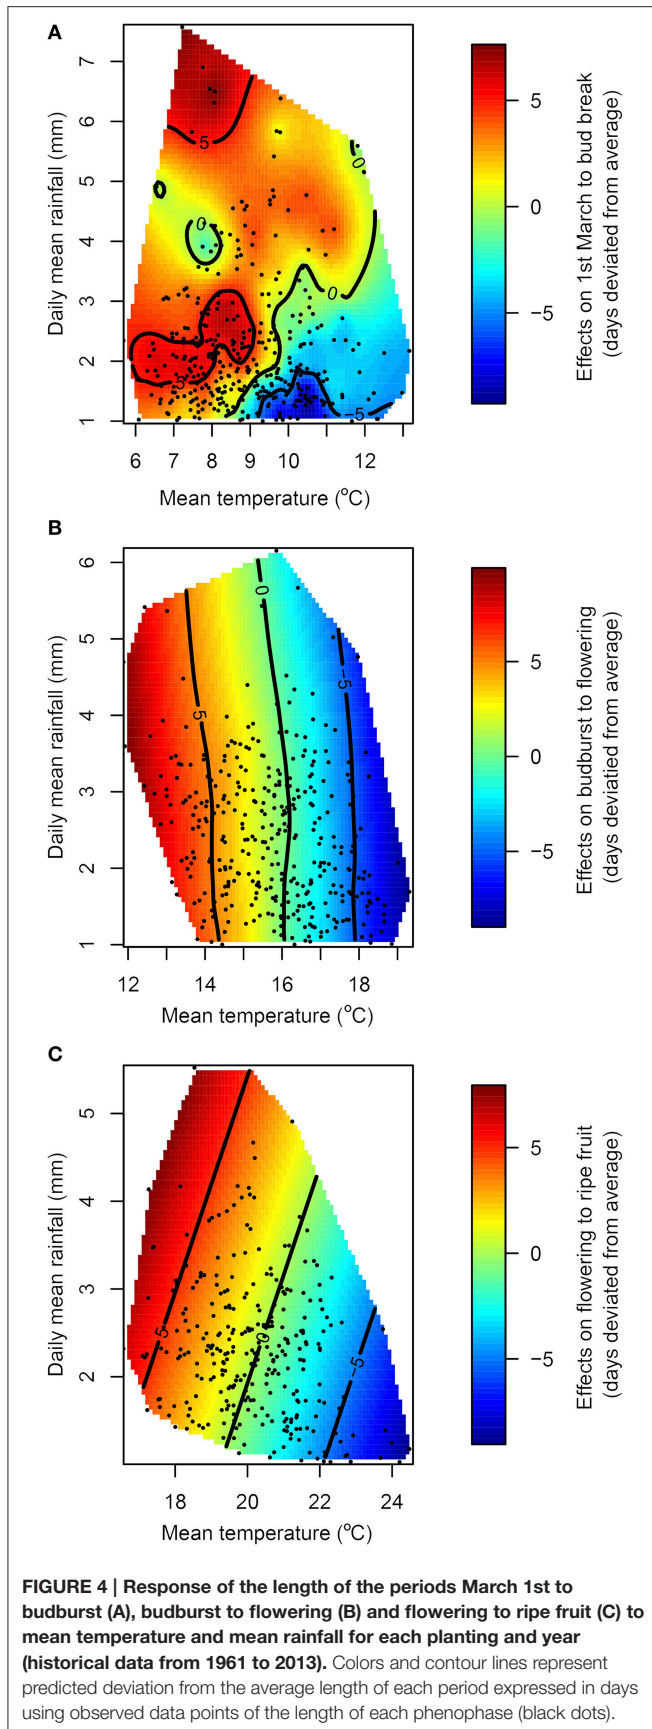 A
Daily mean rainfall (mm)
7
6
5
4
3
2
1
5
0
0
0
5
−5
6 7 8 9 10 12
Mean temperature (°C)
5
0
−5
Effects on 1st March to bud break
(days deviated from average)
B
Daily mean rainfall (mm)
6
5
4
3
2
1
0
5
−5
12 14 16 18
Mean temperature (°C)
5
0
−5
Effects on budburst to flowering
(days deviated from average)
C
Daily mean rainfall (mm)
5
4
3
2
5
0
−5
18 20 22 24
Mean temperature (°C)
5
0
−5
Effects on flowering to ripe fruit
(days deviated from average)
FIGURE 4 | Response of the length of the periods March 1st to
budburst (A), budburst to flowering (B) and flowering to ripe fruit (C) to
mean temperature and mean rainfall for each planting and year
(historical data from 1961 to 2013). Colors and contour lines represent
predicted deviation from the average length of each period expressed in days
using observed data points of the length of each phenophase (black dots).